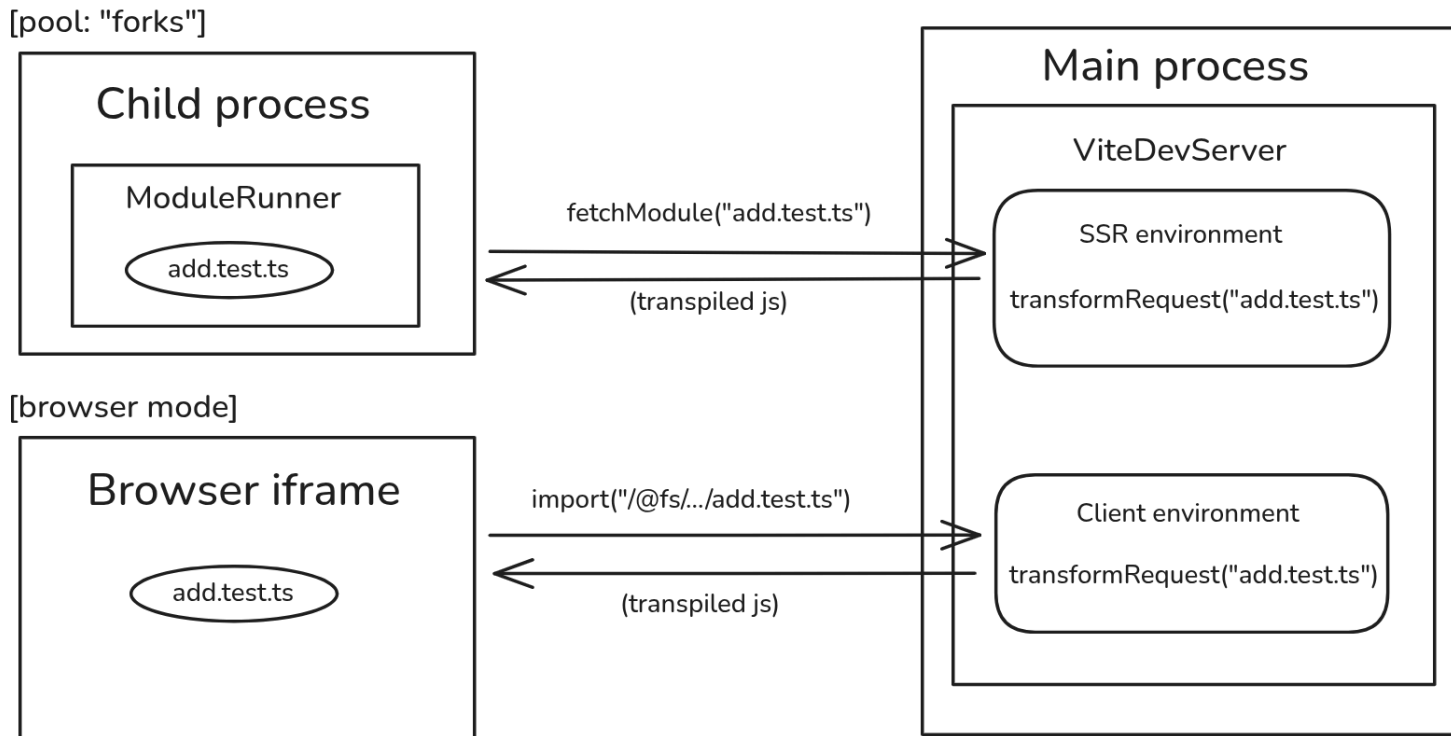 [pool: "forks"]
Child process
ModuleRunner
add.test.ts
fetchModule("add.test.ts")
(transpiled js)
Main process
ViteDevServer
SSR environment
transformRequest("add.test.ts")
[browser mode]
Browser iframe
add.test.ts
import("/@fs/.../add.test.ts")
(transpiled js)
Client environment
transformRequest("add.test.ts")